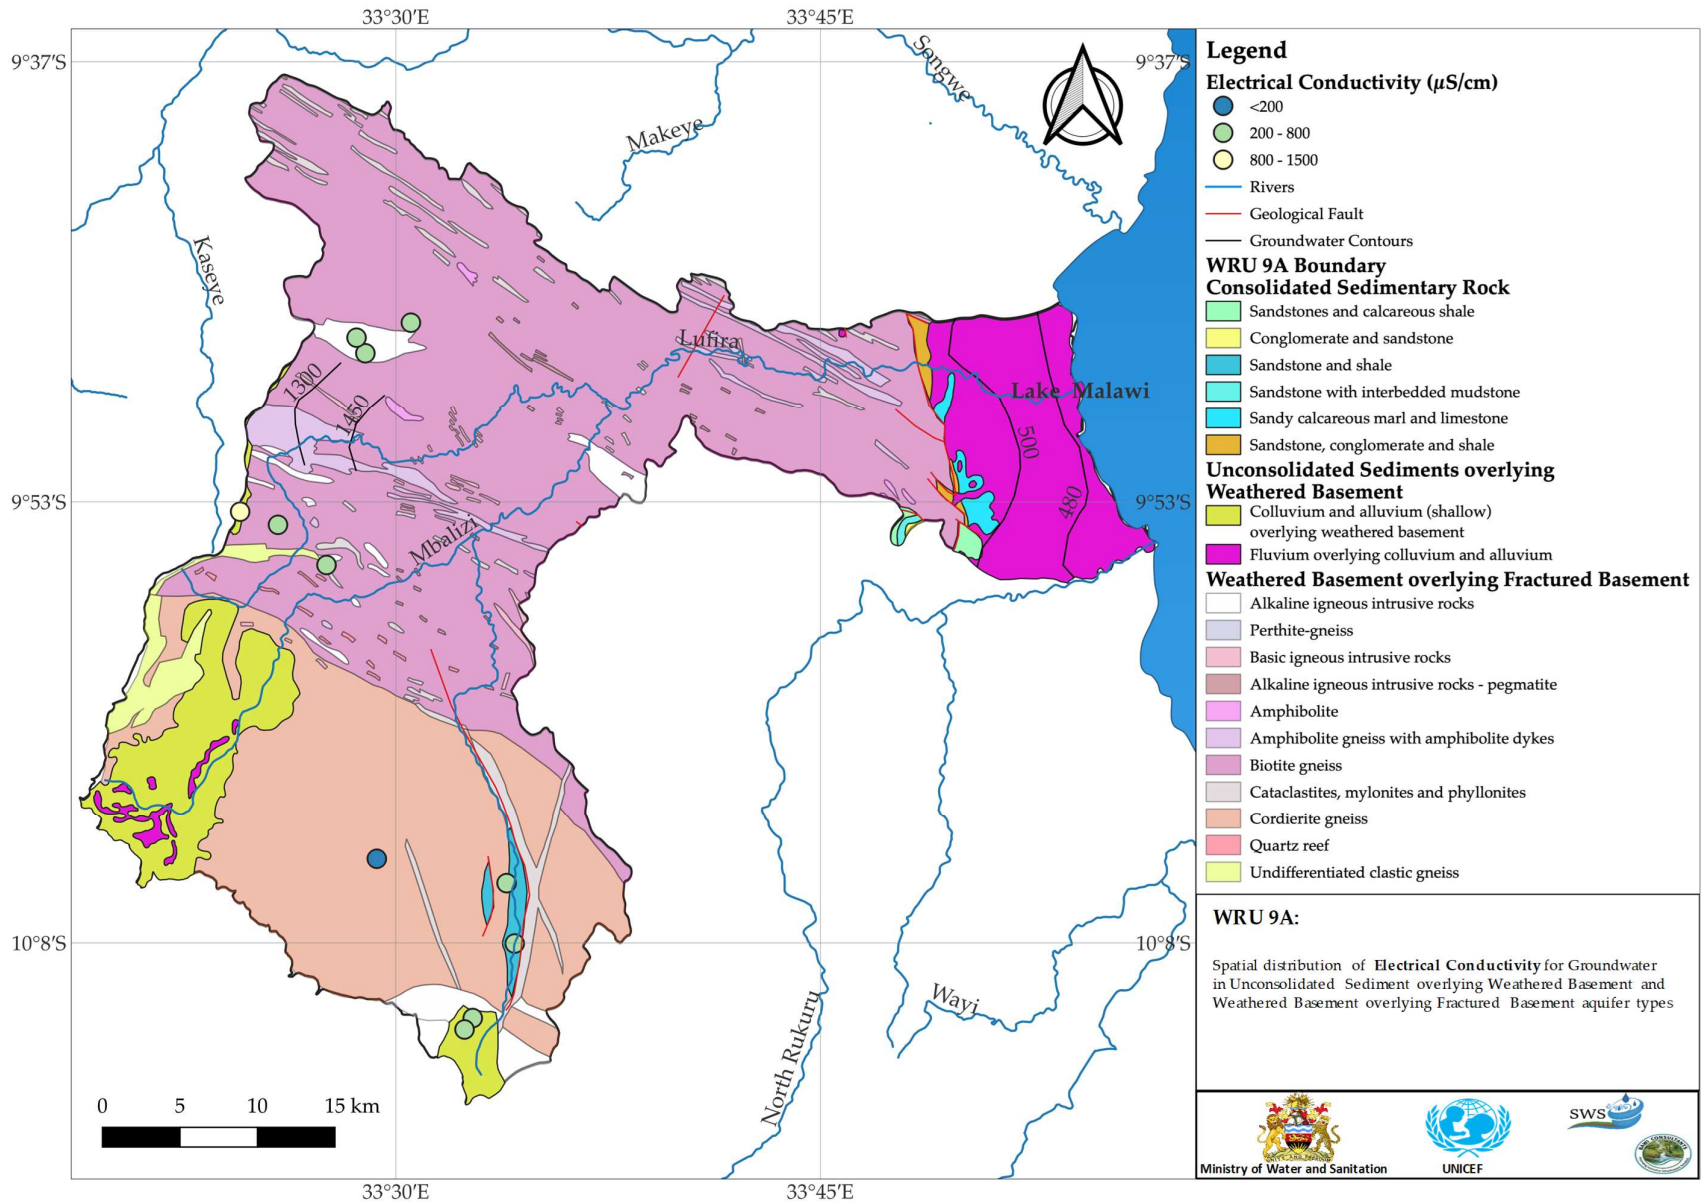 33°30′E
33°45′E
9°37′S
9°37′S
Songwe
Makeye
Kaseye
Lufira
1300
1450
Lake Malawi
500
480
9°53′S
9°53′S
Mbalizi
10°8′S
10°8′S
Wayi
North Rukuru
0 5 10 15 km
33°30′E
33°45′E
Legend
Electrical Conductivity (µS/cm)
<200
200 - 800
800 - 1500
Rivers
Geological Fault
Groundwater Contours
WRU 9A Boundary
Consolidated Sedimentary Rock
Sandstones and calcareous shale
Conglomerate and sandstone
Sandstone and shale
Sandstone with interbedded mudstone
Sandy calcareous marl and limestone
Sandstone, conglomerate and shale
Unconsolidated Sediments overlying
Weathered Basement
Colluvium and alluvium (shallow)
overlying weathered basement
Fluvium overlying colluvium and alluvium
Weathered Basement overlying Fractured Basement
Alkaline igneous intrusive rocks
Perthite-gneiss
Basic igneous intrusive rocks
Alkaline igneous intrusive rocks - pegmatite
Amphibolite
Amphibolite gneiss with amphibolite dykes
Biotite gneiss
Cataclastites, mylonites and phyllonites
Cordierite gneiss
Quartz reef
Undifferentiated clastic gneiss
WRU 9A:
Spatial distribution of Electrical Conductivity for Groundwater
in Unconsolidated Sediment overlying Weathered Basement and
Weathered Basement overlying Fractured Basement aquifer types
Ministry of Water and Sanitation
UNICEF
SWS